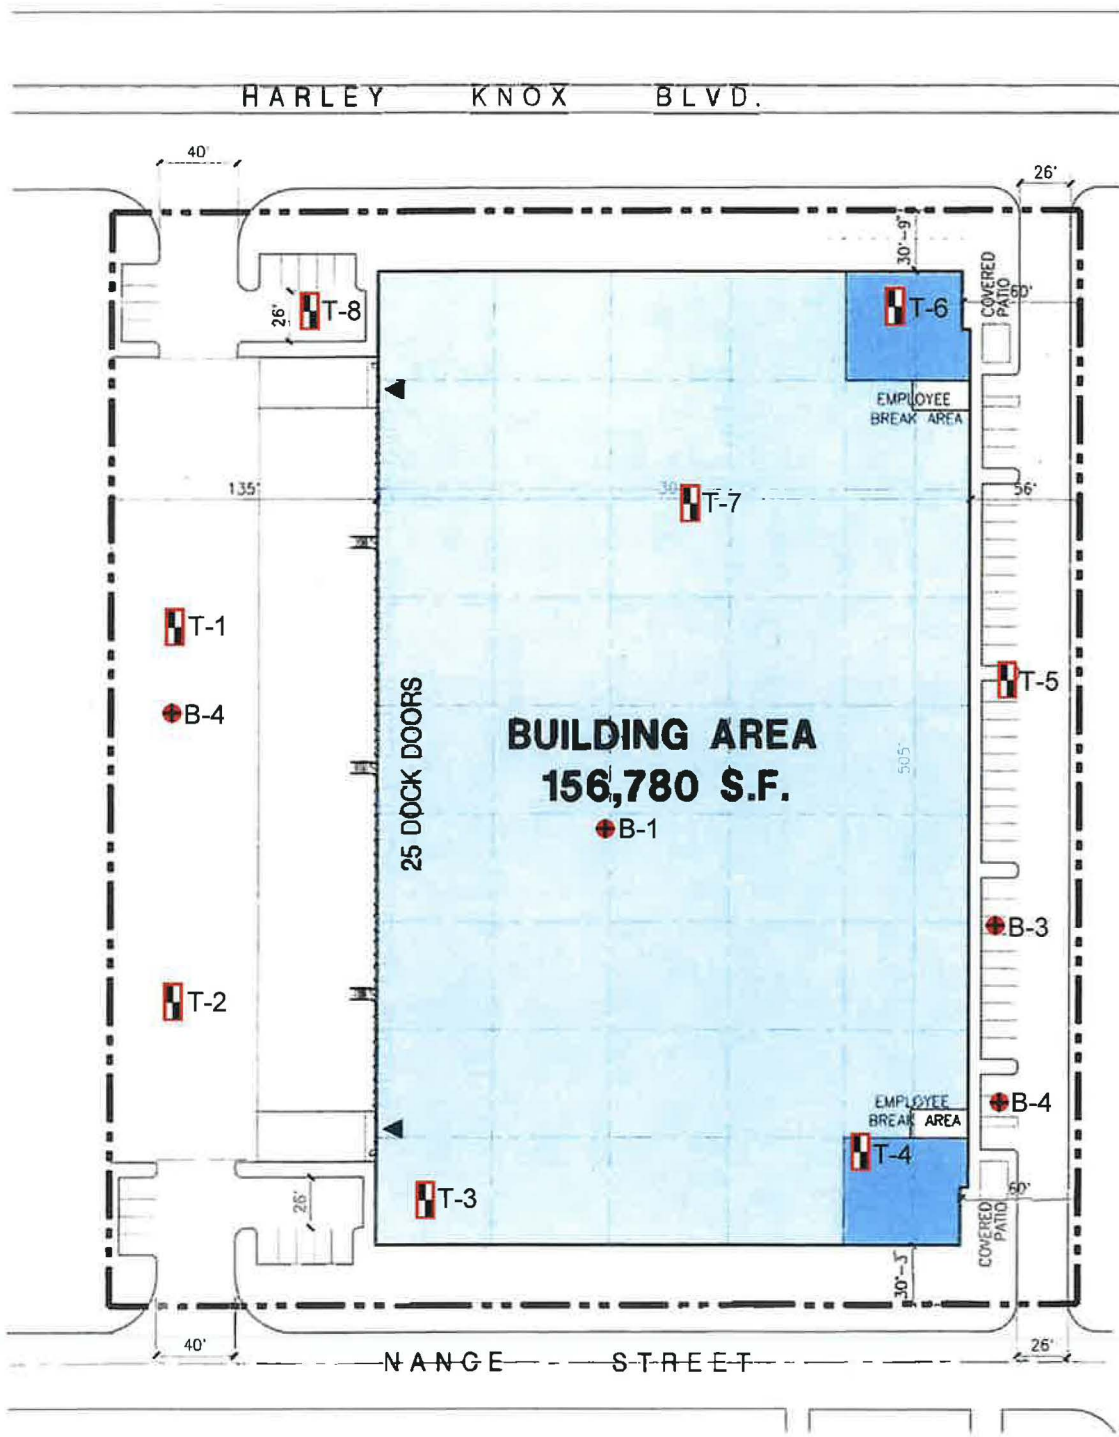 HARLEY KNOX BLVD.
40'
26'
30'-9"
COVERED
PATIO
60'
26'
T-8
T-6
EMPLOYEE
BREAK AREA
135'
T-7
56'
T-1
T-5
B-4
25 DOCK DOORS
BUILDING AREA
156,780 S.F.
505'
B-1
B-3
T-2
EMPLOYEE
BREAK AREA
B-4
T-4
T-3
26'
60'
COVERED
PATIO
30'-3"
40'
NANCE STREET
26'